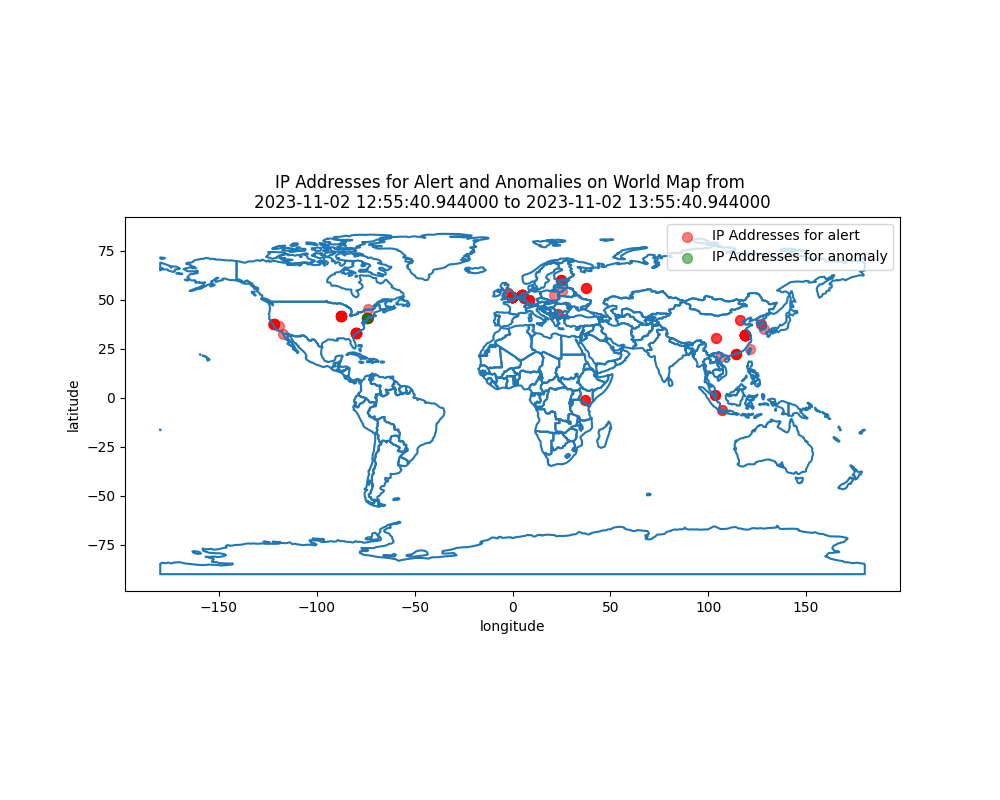 IP Addresses for Alert and Anomalies on World Map from
2023-11-02 12:55:40.944000 to 2023-11-02 13:55:40.944000
IP Addresses for alert
IP Addresses for anomaly
75
50
25
0
−25
−50
−75
latitude
−150
−100
−50
0
50
100
150
longitude